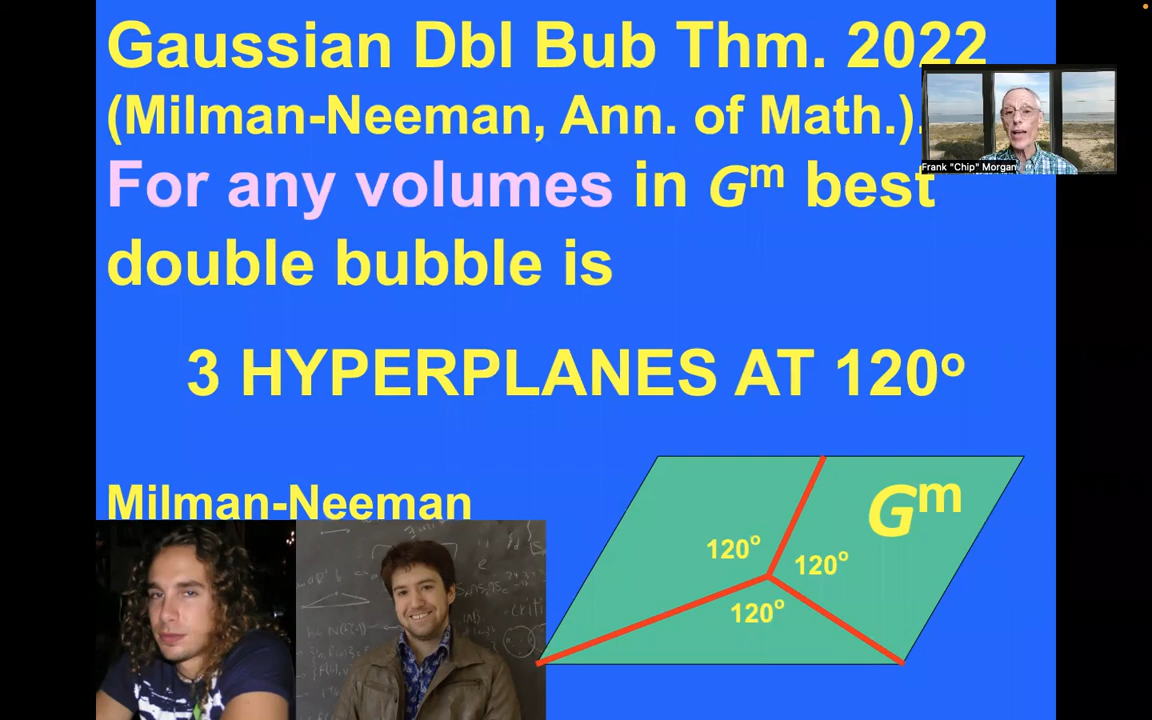 Gaussian Dbl Bub Thm. 2022
(Milman-Neeman, Ann. of Math.).
For any volumes in Gᵐ best
double bubble is
3 HYPERPLANES AT 120º
Milman-Neeman
Gᵐ
120º
120º
120º
Frank "Chip" Morgan